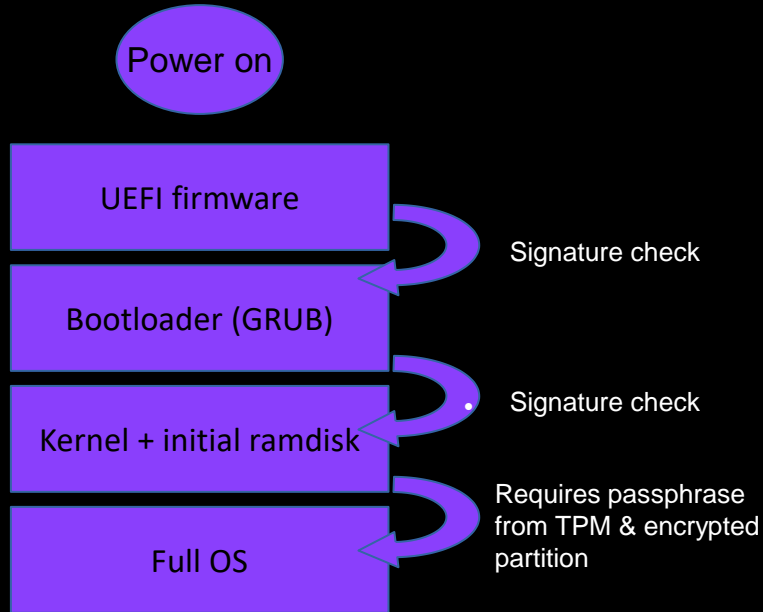 Power on
UEFI firmware
Signature check
Bootloader (GRUB)
Signature check
Kernel + initial ramdisk
Requires passphrase
from TPM & encrypted
partition
Full OS